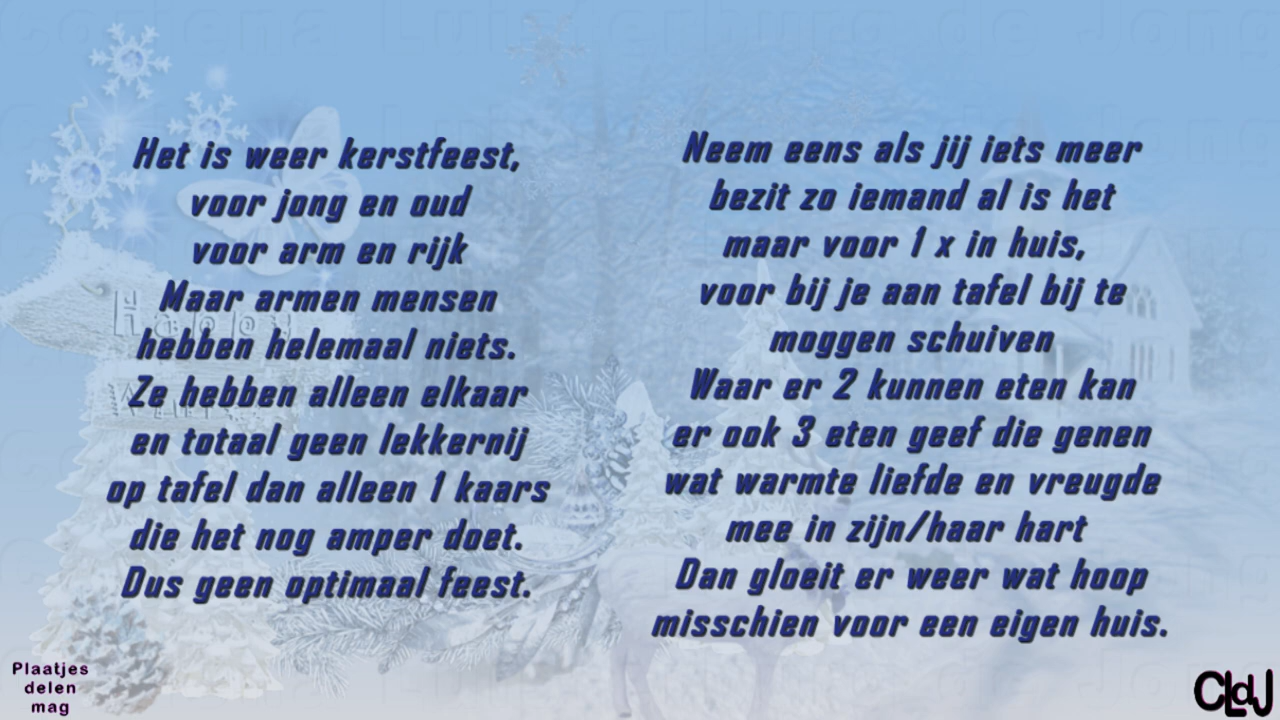 Coriena Luisterburg de Jong
Het is weer kerstfeest,
voor jong en oud
voor arm en rijk
Maar armen mensen
hebben helemaal niets.
Ze hebben alleen elkaar
en totaal geen lekkernij
op tafel dan alleen 1 kaars
die het nog amper doet.
Dus geen optimaal feest.
Neem eens als jij iets meer
bezit zo iemand al is het
maar voor 1 x in huis,
voor bij je aan tafel bij te
moggen schuiven
Waar er 2 kunnen eten kan
er ook 3 eten geef die genen
wat warmte liefde en vreugde
mee in zijn/haar hart
Dan gloeit er weer wat hoop
misschien voor een eigen huis.
Happy
Plaatjes
delen
mag
CLdJ